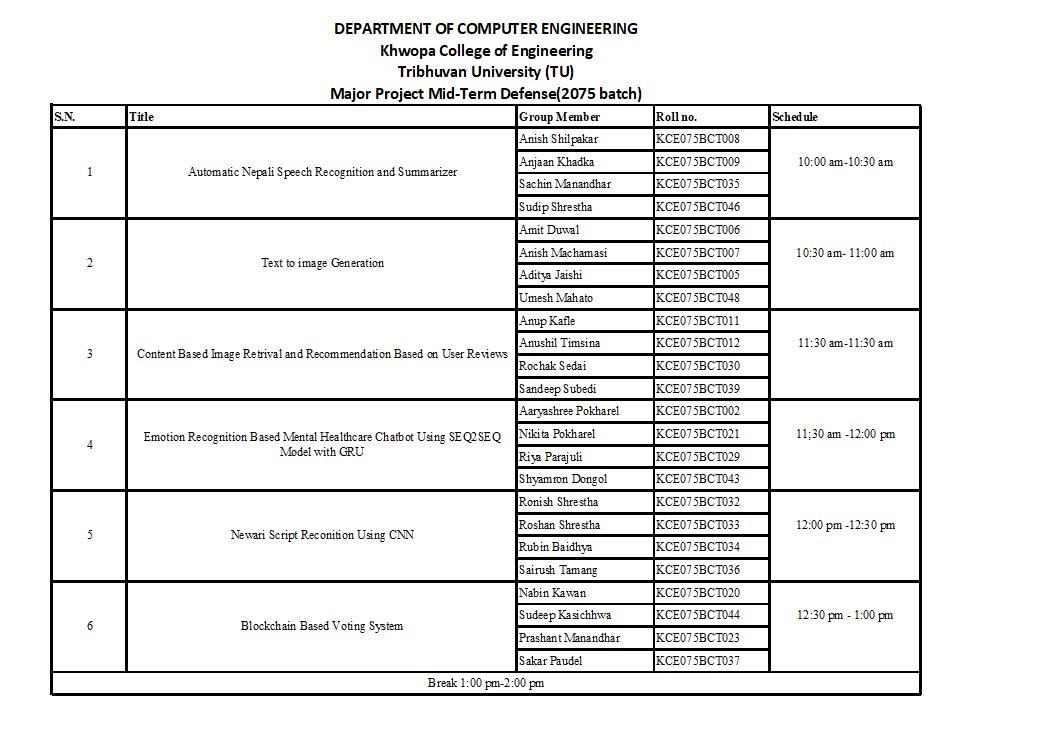 DEPARTMENT OF COMPUTER ENGINEERING
Khwopa College of Engineering
Tribhuvan University (TU)
Major Project Mid-Term Defense(2075 batch)
S.N. Title Group Member Roll no. Schedule
1 Automatic Nepali Speech Recognition and Summarizer 10:00 am-10:30 am
Anish Shilpakar KCE075BCT008
Anjaan Khadka KCE075BCT009
Sachin Manandhar KCE075BCT035
Sudip Shrestha KCE075BCT046
2 Text to image Generation 10:30 am- 11:00 am
Amit Duwal KCE075BCT006
Anish Machamasi KCE075BCT007
Aditya Jaishi KCE075BCT005
Umesh Mahato KCE075BCT048
3 Content Based Image Retrival and Recommendation Based on User Reviews 11:30 am-11:30 am
Anup Kafle KCE075BCT011
Anushil Timsina KCE075BCT012
Rochak Sedai KCE075BCT030
Sandeep Subedi KCE075BCT039
4 Emotion Recognition Based Mental Healthcare Chatbot Using SEQ2SEQ
Model with GRU 11;30 am -12:00 pm
Aaryashree Pokharel KCE075BCT002
Nikita Pokharel KCE075BCT021
Riya Parajuli KCE075BCT029
Shyamron Dongol KCE075BCT043
5 Newari Script Reconition Using CNN 12:00 pm -12:30 pm
Ronish Shrestha KCE075BCT032
Roshan Shrestha KCE075BCT033
Rubin Baidhya KCE075BCT034
Sairush Tamang KCE075BCT036
6 Blockchain Based Voting System 12:30 pm - 1:00 pm
Nabin Kawan KCE075BCT020
Sudeep Kasichhwa KCE075BCT044
Prashant Manandhar KCE075BCT023
Sakar Paudel KCE075BCT037
Break 1:00 pm-2:00 pm